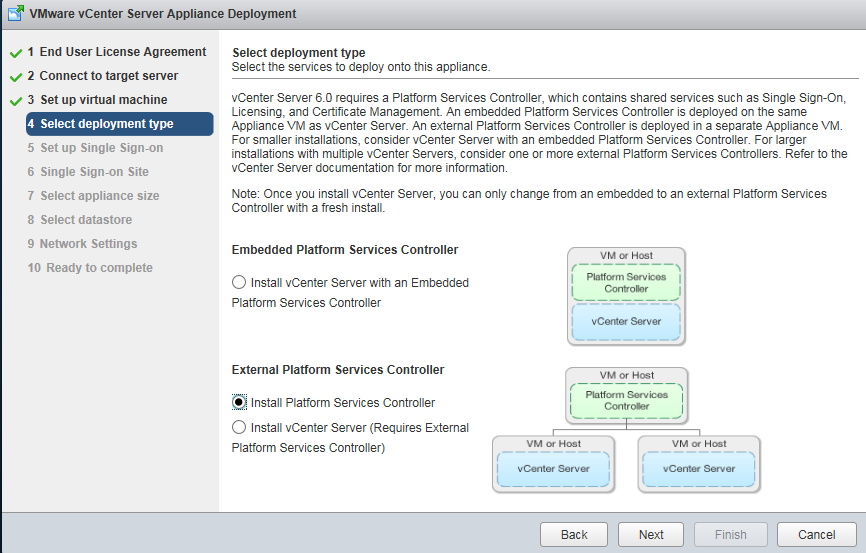 VMware vCenter Server Appliance Deployment
1 End User License Agreement
2 Connect to target server
3 Set up virtual machine
4 Select deployment type
5 Set up Single Sign-on
6 Single Sign-on Site
7 Select appliance size
8 Select datastore
9 Network Settings
10 Ready to complete
Select deployment type
Select the services to deploy onto this appliance.
vCenter Server 6.0 requires a Platform Services Controller, which contains shared services such as Single Sign-On,
Licensing, and Certificate Management. An embedded Platform Services Controller is deployed on the same
Appliance VM as vCenter Server. An external Platform Services Controller is deployed in a separate Appliance VM.
For smaller installations, consider vCenter Server with an embedded Platform Services Controller. For larger
installations with multiple vCenter Servers, consider one or more external Platform Services Controllers. Refer to the
vCenter Server documentation for more information.
Note: Once you install vCenter Server, you can only change from an embedded to an external Platform Services
Controller with a fresh install.
Embedded Platform Services Controller
Install vCenter Server with an Embedded
Platform Services Controller
VM or Host
Platform Services
Controller
vCenter Server
External Platform Services Controller
Install Platform Services Controller
Install vCenter Server (Requires External
Platform Services Controller)
VM or Host
Platform Services
Controller
VM or Host
vCenter Server
VM or Host
vCenter Server
Back
Next
Finish
Cancel